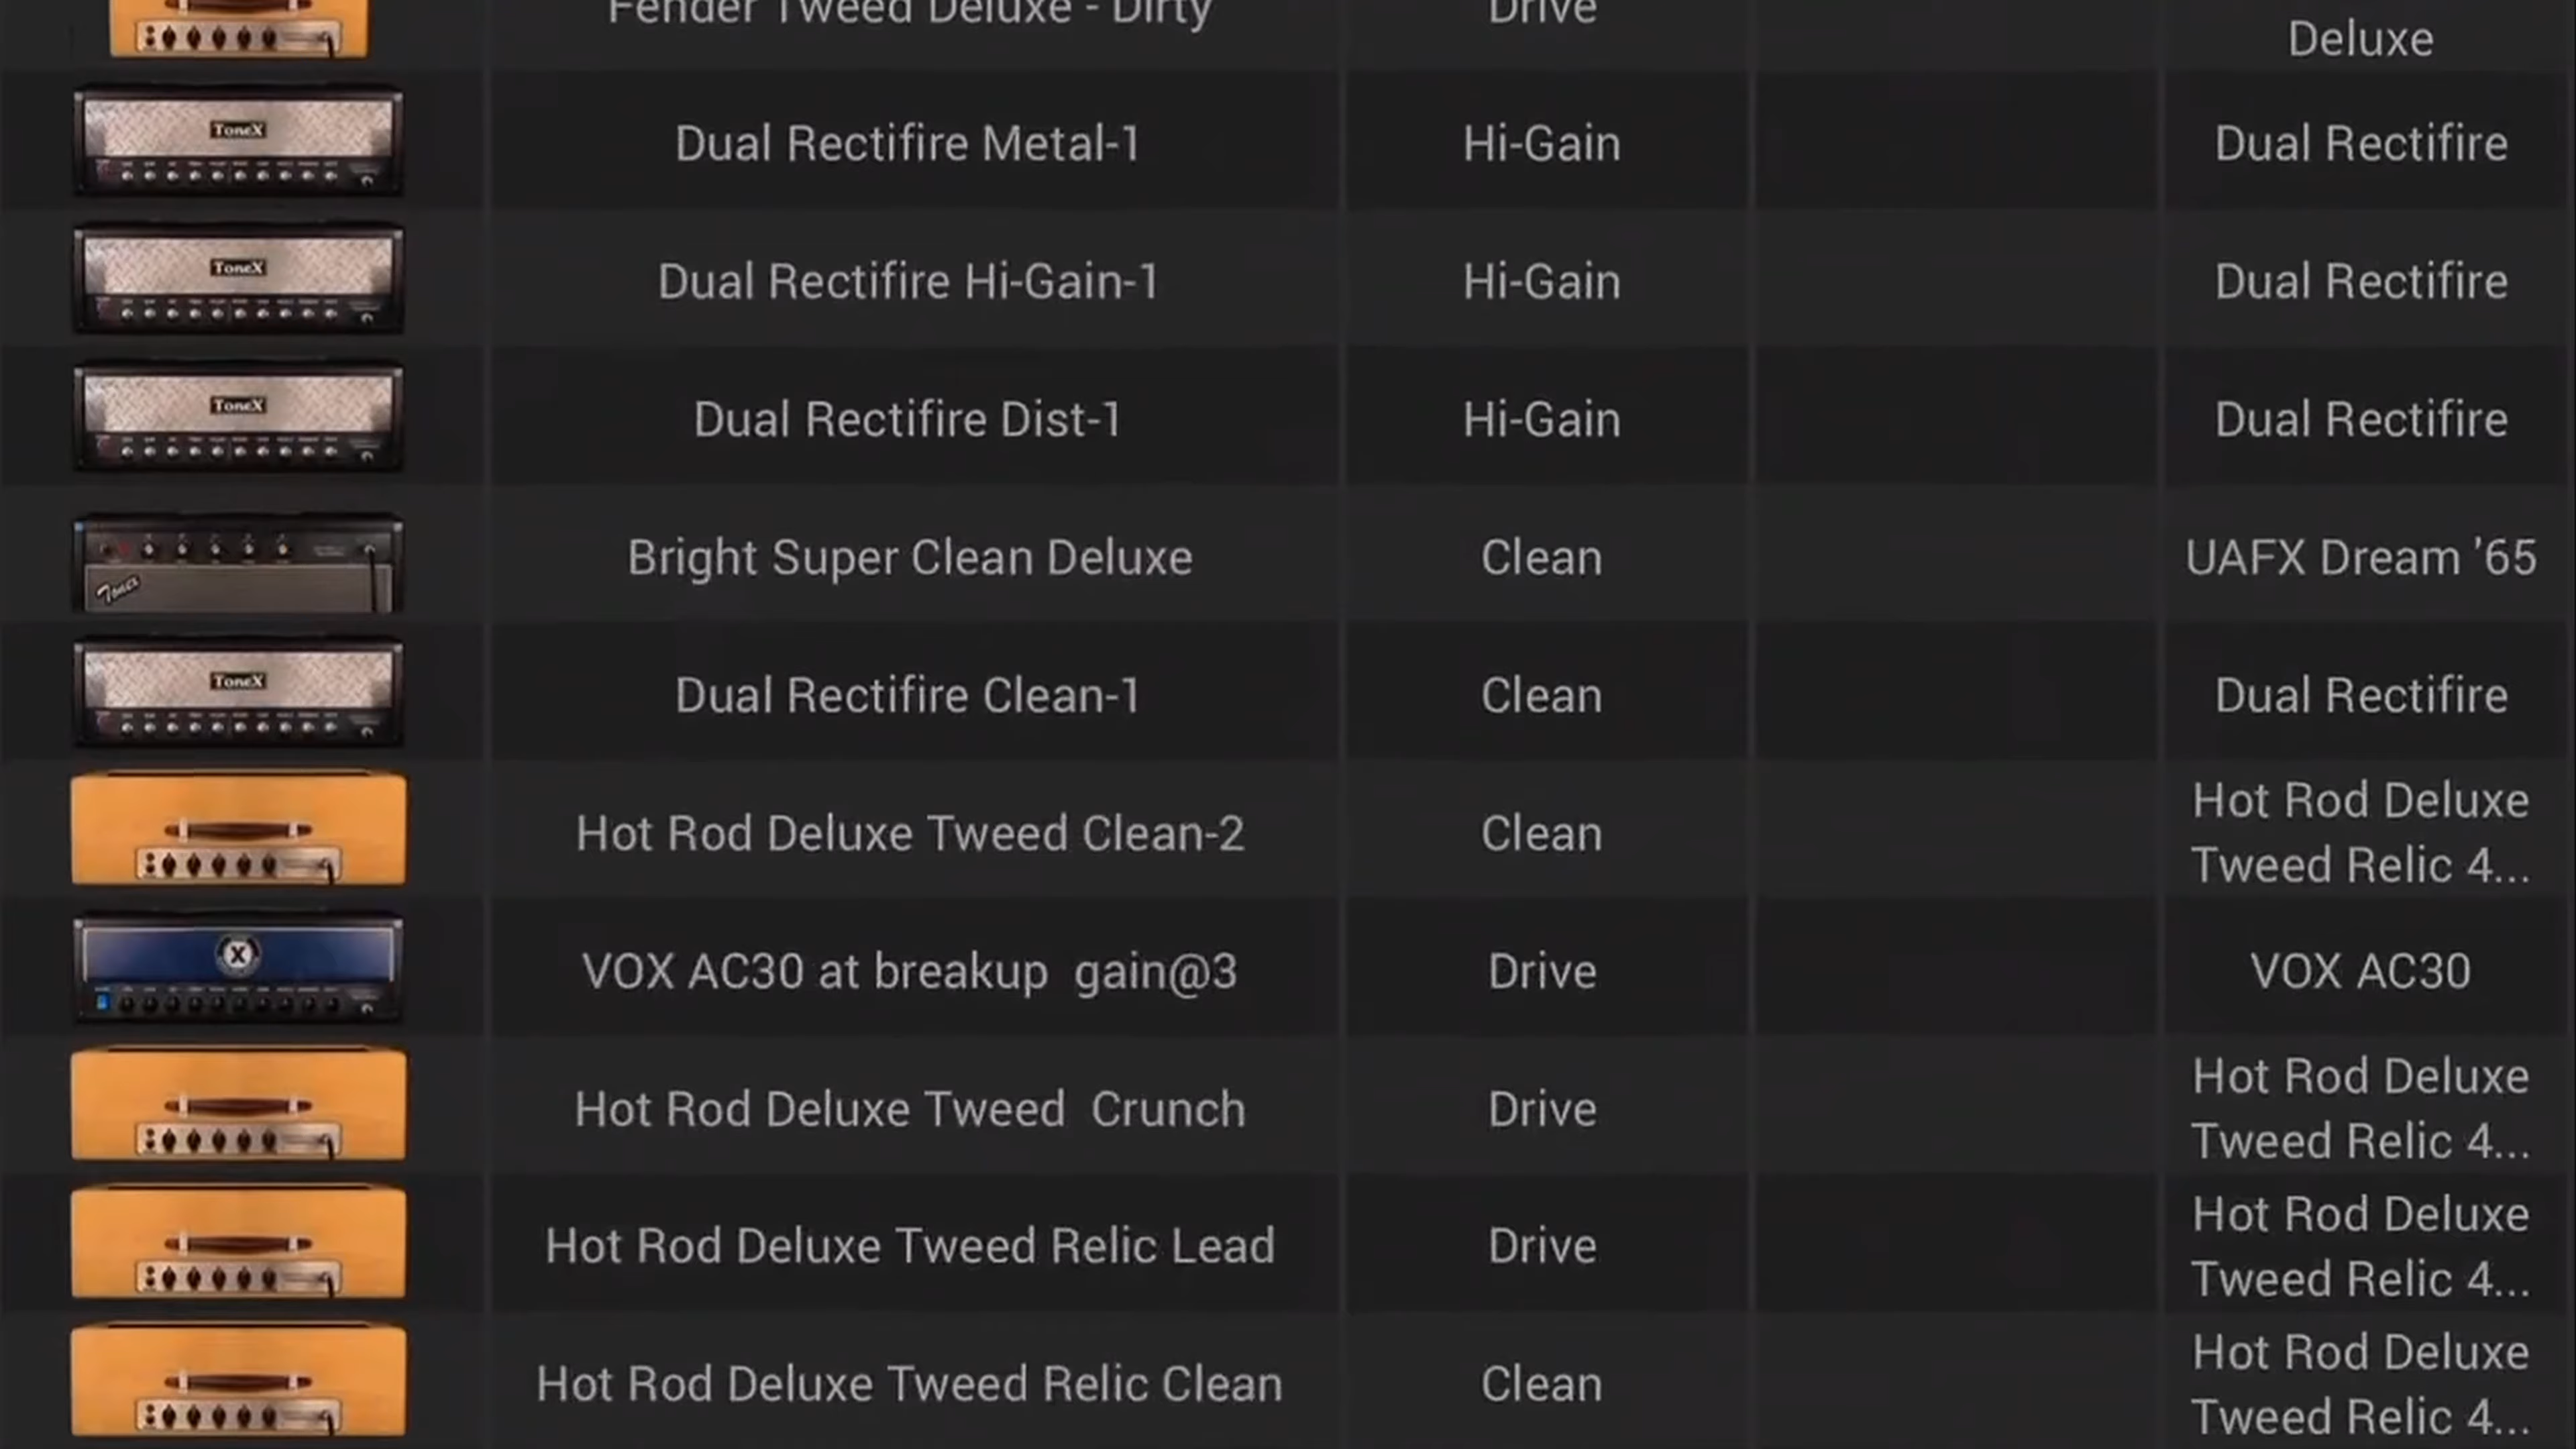 Fender Tweed Deluxe - Dirty
Drive
Deluxe
ToneX
Dual Rectifire Metal-1
Hi-Gain
Dual Rectifire
ToneX
Dual Rectifire Hi-Gain-1
Hi-Gain
Dual Rectifire
ToneX
Dual Rectifire Dist-1
Hi-Gain
Dual Rectifire
Tonex
Bright Super Clean Deluxe
Clean
UAFX Dream '65
ToneX
Dual Rectifire Clean-1
Clean
Dual Rectifire
Hot Rod Deluxe Tweed Clean-2
Clean
Hot Rod Deluxe
Tweed Relic 4...
X
VOX AC30 at breakup  gain@3
Drive
VOX AC30
Hot Rod Deluxe Tweed  Crunch
Drive
Hot Rod Deluxe
Tweed Relic 4...
Hot Rod Deluxe Tweed Relic Lead
Drive
Hot Rod Deluxe
Tweed Relic 4...
Hot Rod Deluxe Tweed Relic Clean
Clean
Hot Rod Deluxe
Tweed Relic 4...